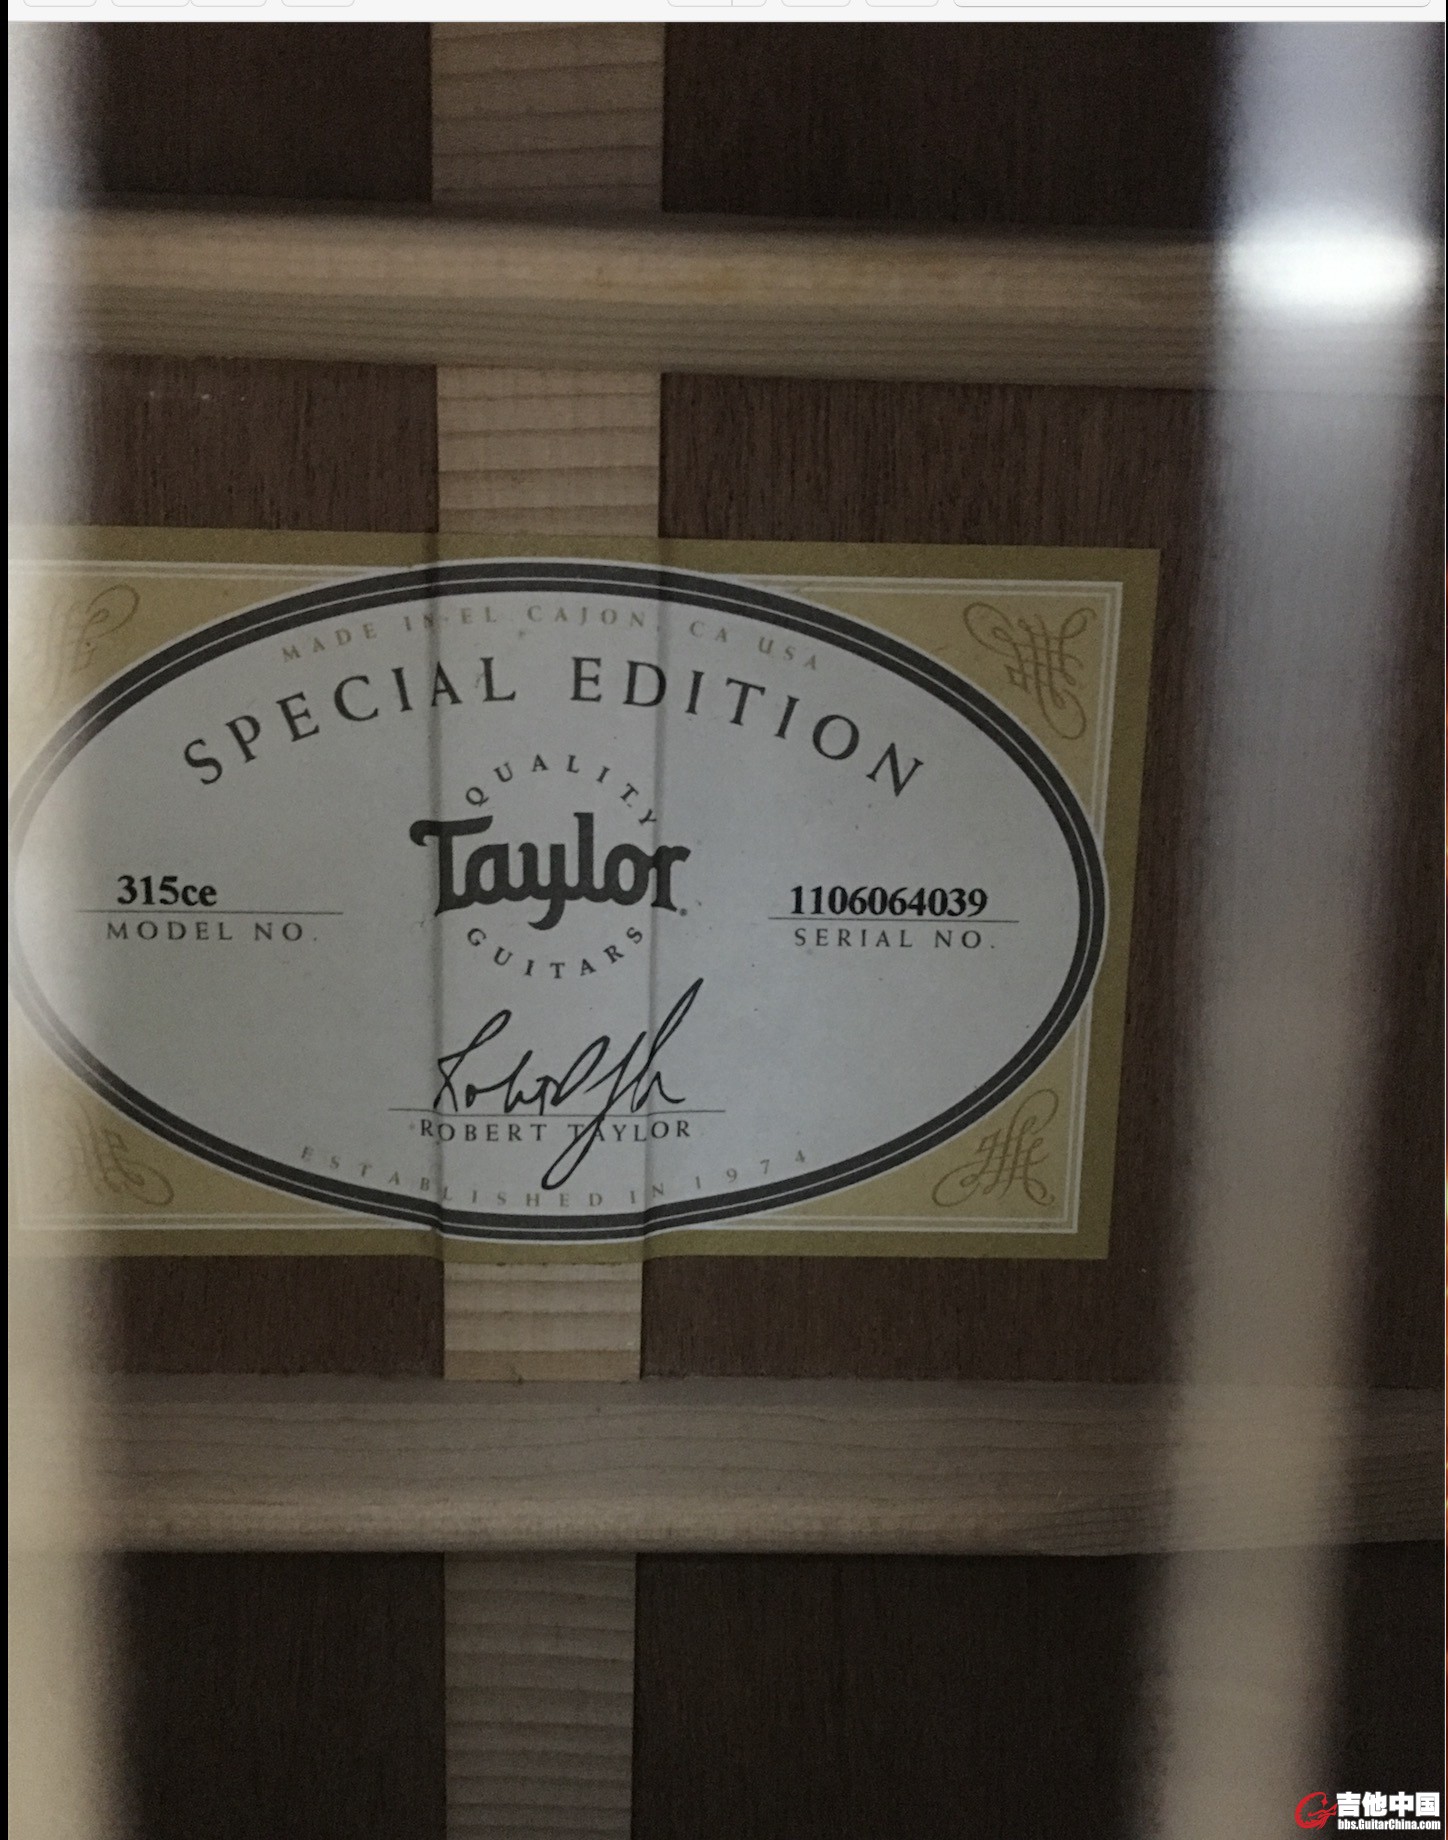 MADE IN EL CAJON, CA USA
SPECIAL EDITION
QUALITY
Taylor
GUITARS
315ce
MODEL NO.
1106064039
SERIAL NO.
ROBERT TAYLOR
ESTABLISHED IN 1974
吉他中国
bbs.GuitarChina.com